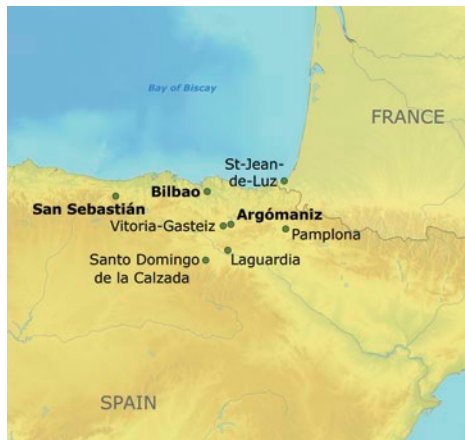 Bay of Biscay
FRANCE
St-Jean-
de-Luz
Bilbao
San Sebastián
Argómaniz
Vitoria-Gasteiz
Pamplona
Laguardia
Santo Domingo
de la Calzada
SPAIN